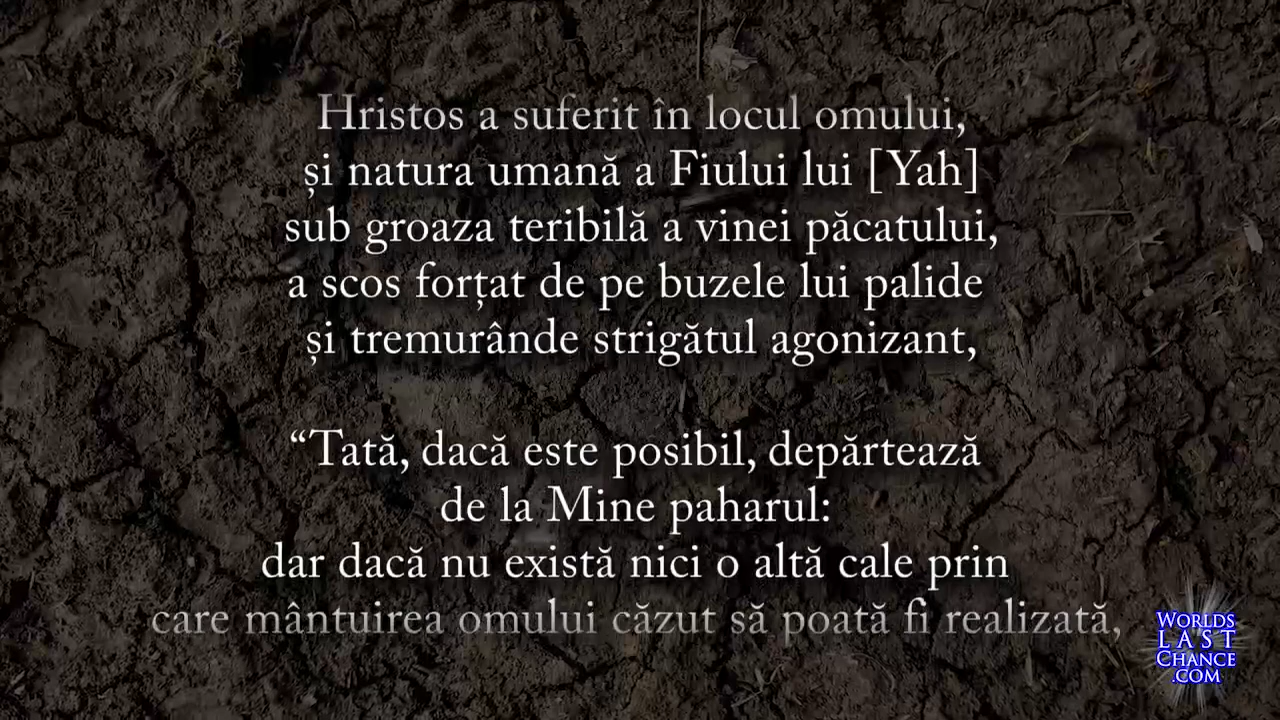 Hristos a suferit în locul omului,
și natura umană a Fiului lui [Yah]
sub groaza teribilă a vinei păcatului,
a scos forțat de pe buzele lui palide
și tremurânde strigătul agonizant,
“Tată, dacă este posibil, depărtează
de la Mine paharul:
dar dacă nu există nici o altă cale prin
care mântuirea omului căzut să poată fi realizată,
WORLDS
LAST
CHANCE
.COM